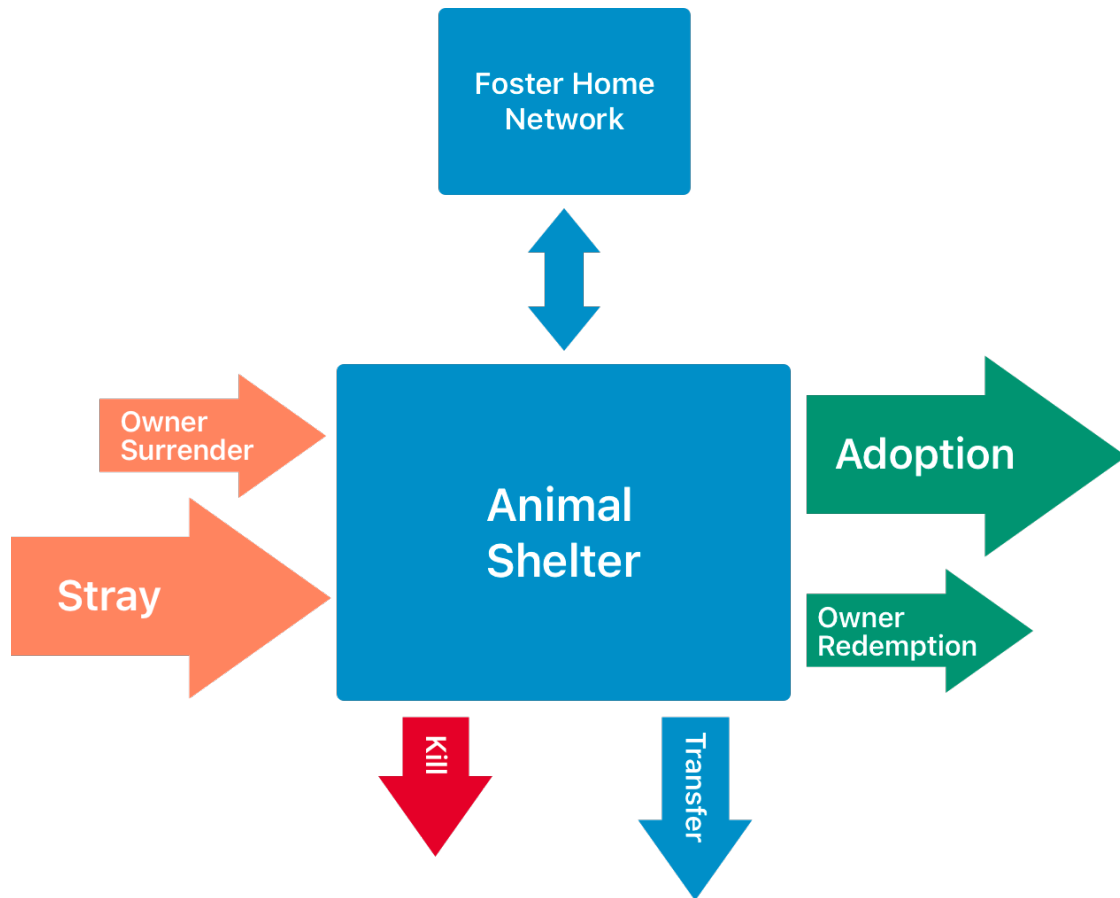 Foster Home
Network
Owner
Surrender
Stray
Animal
Shelter
Adoption
Owner
Redemption
Kill
Transfer